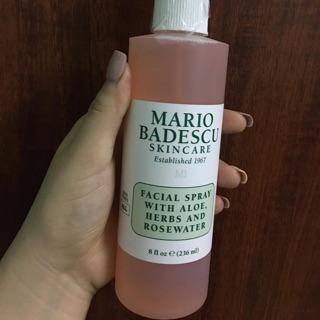 MARIO
BADESCU
SKINCARE
Established 1967
FACIAL SPRAY
WITH ALOE,
HERBS AND
ROSEWATER
8 fl oz ℮ (236 ml)